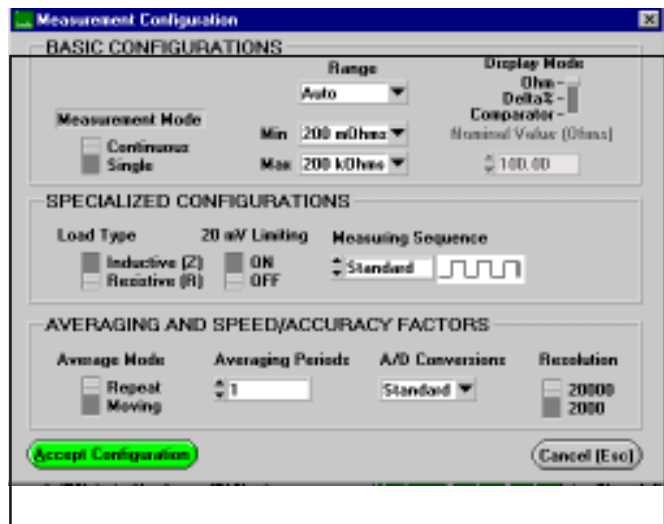 Measurement Configuration
BASIC CONFIGURATIONS
Range
Auto
Display Mode
Ohm
Delta%
Comparator
Measurement Mode
Continuous
Single
Min 200 mOhms
Max 200 kOhms
Nominal Value (Ohms)
100.00
SPECIALIZED CONFIGURATIONS
Load Type
Inductive (Z)
Resistive (R)
20 mV Limiting
ON
OFF
Measuring Sequence
Standard
AVERAGING AND SPEED/ACCURACY FACTORS
Average Mode
Repeat
Moving
Averaging Periods
1
A/D Conversions
Standard
Resolution
20000
2000
Accept Configuration
Cancel (Esc)